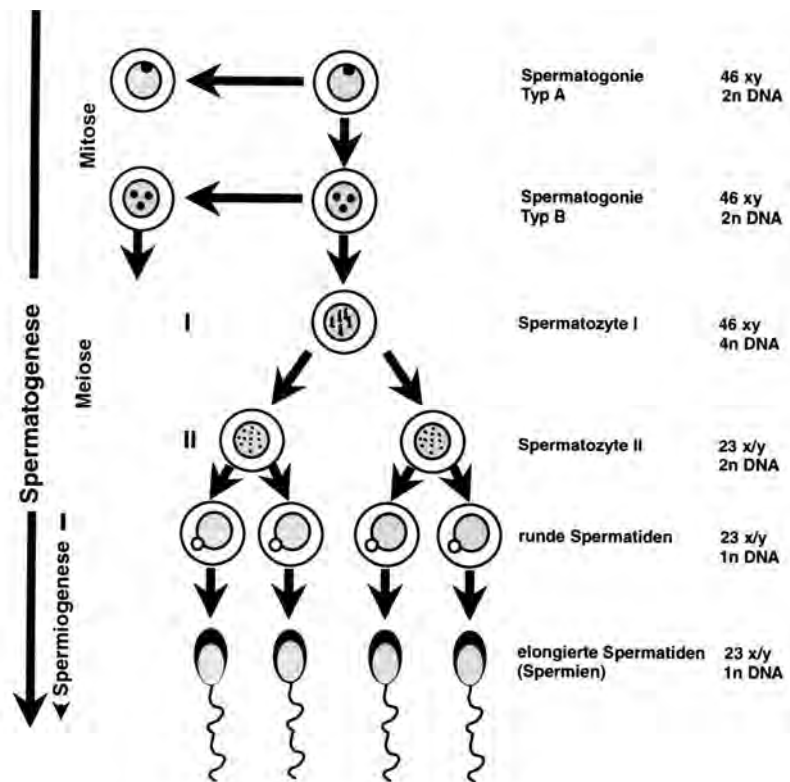 Spermatogonie 46 xy
Typ A 2n DNA
Mitose
Spermatogonie 46 xy
Typ B 2n DNA
Spermatogenese
Meiose
I Spermatozyte I 46 xy
4n DNA
II Spermatozyte II 23 x/y
2n DNA
runde Spermatiden 23 x/y
1n DNA
Spermiogenese
elongierte Spermatiden 23 x/y
(Spermien) 1n DNA